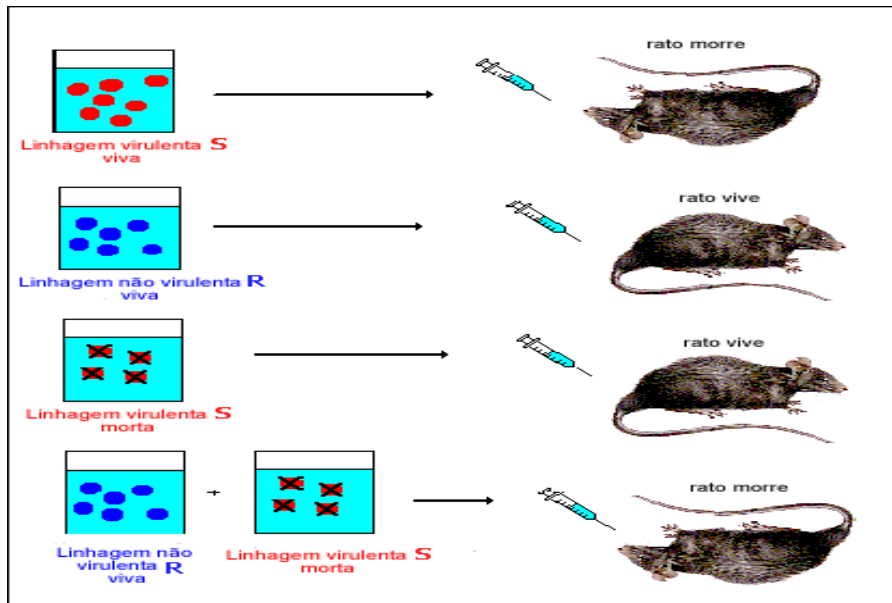 rato morre
Linhagem virulenta S
viva
rato vive
Linhagem não virulenta R
viva
rato vive
Linhagem virulenta S
morta
rato morre
+
Linhagem não
virulenta R
viva
Linhagem virulenta S
morta